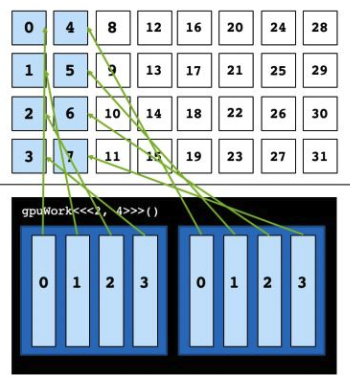 0 4 8 12 16 20 24 28
1 5 9 13 17 21 25 29
2 6 10 14 18 22 26 30
3 7 11 15 19 23 27 31
gpuWork<<<2, 4>>>()
0 1 2 3 0 1 2 3